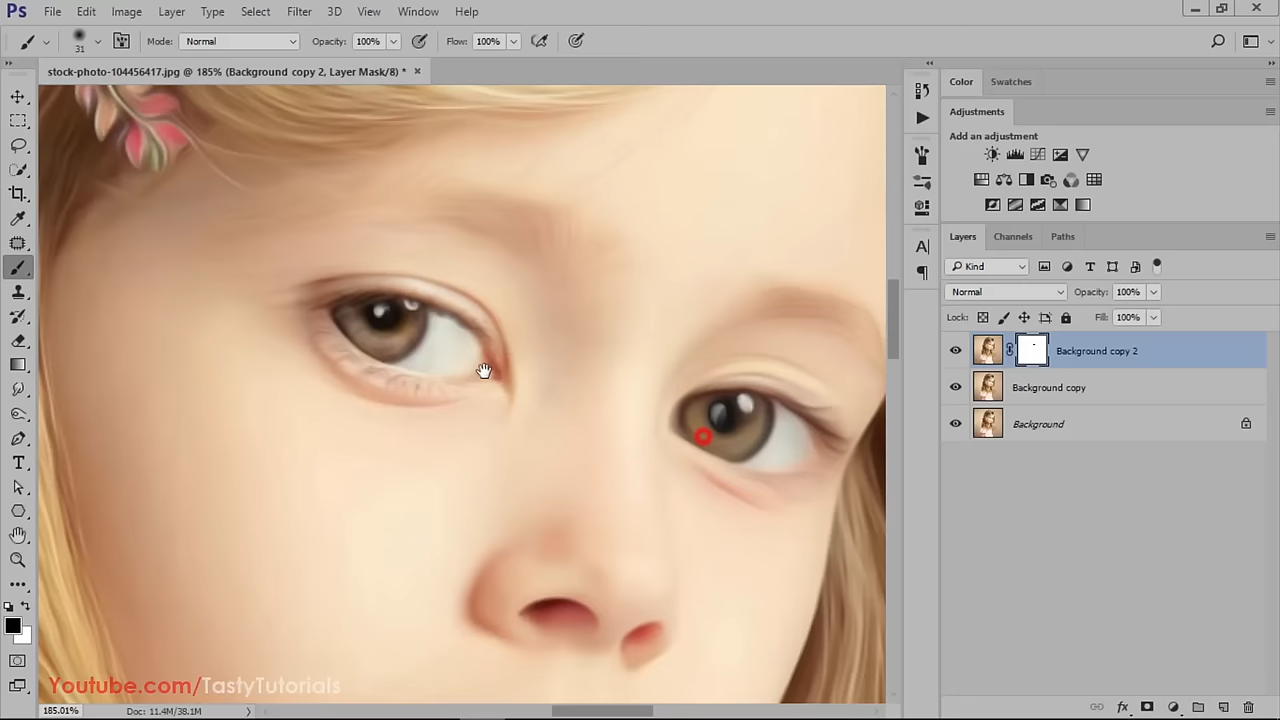 Ps File Edit Image Layer Type Select Filter 3D View Window Help
31 Mode: Normal Opacity: 100% Flow: 100%
stock-photo-104456417.jpg @ 185% (Background copy 2, Layer Mask/8) *
Color Swatches
Adjustments
Add an adjustment
Layers Channels Paths
Kind
Normal Opacity: 100%
Lock: Fill: 100%
Background copy 2
Background copy
Background
Youtube.com/TastyTutorials
185.01% Doc: 11.4M/38.1M